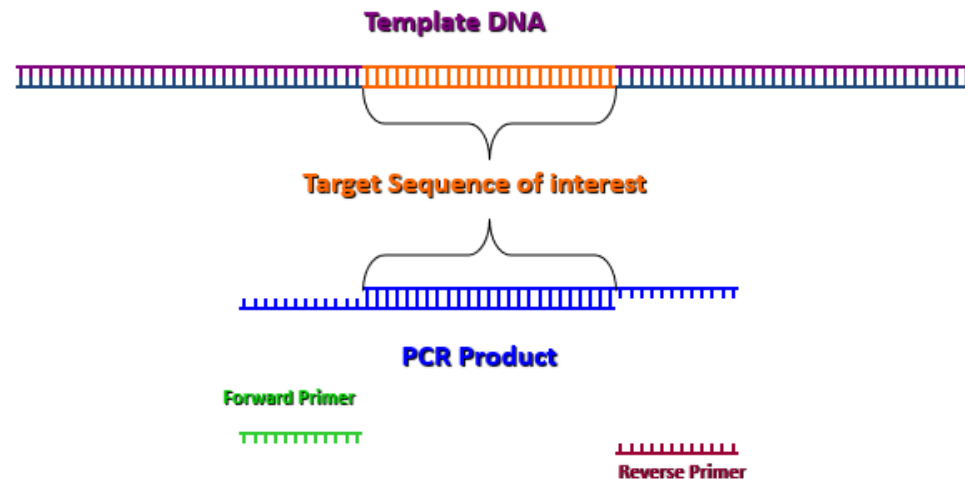 Template DNA
Target Sequence of interest
PCR Product
Forward Primer
Reverse Primer